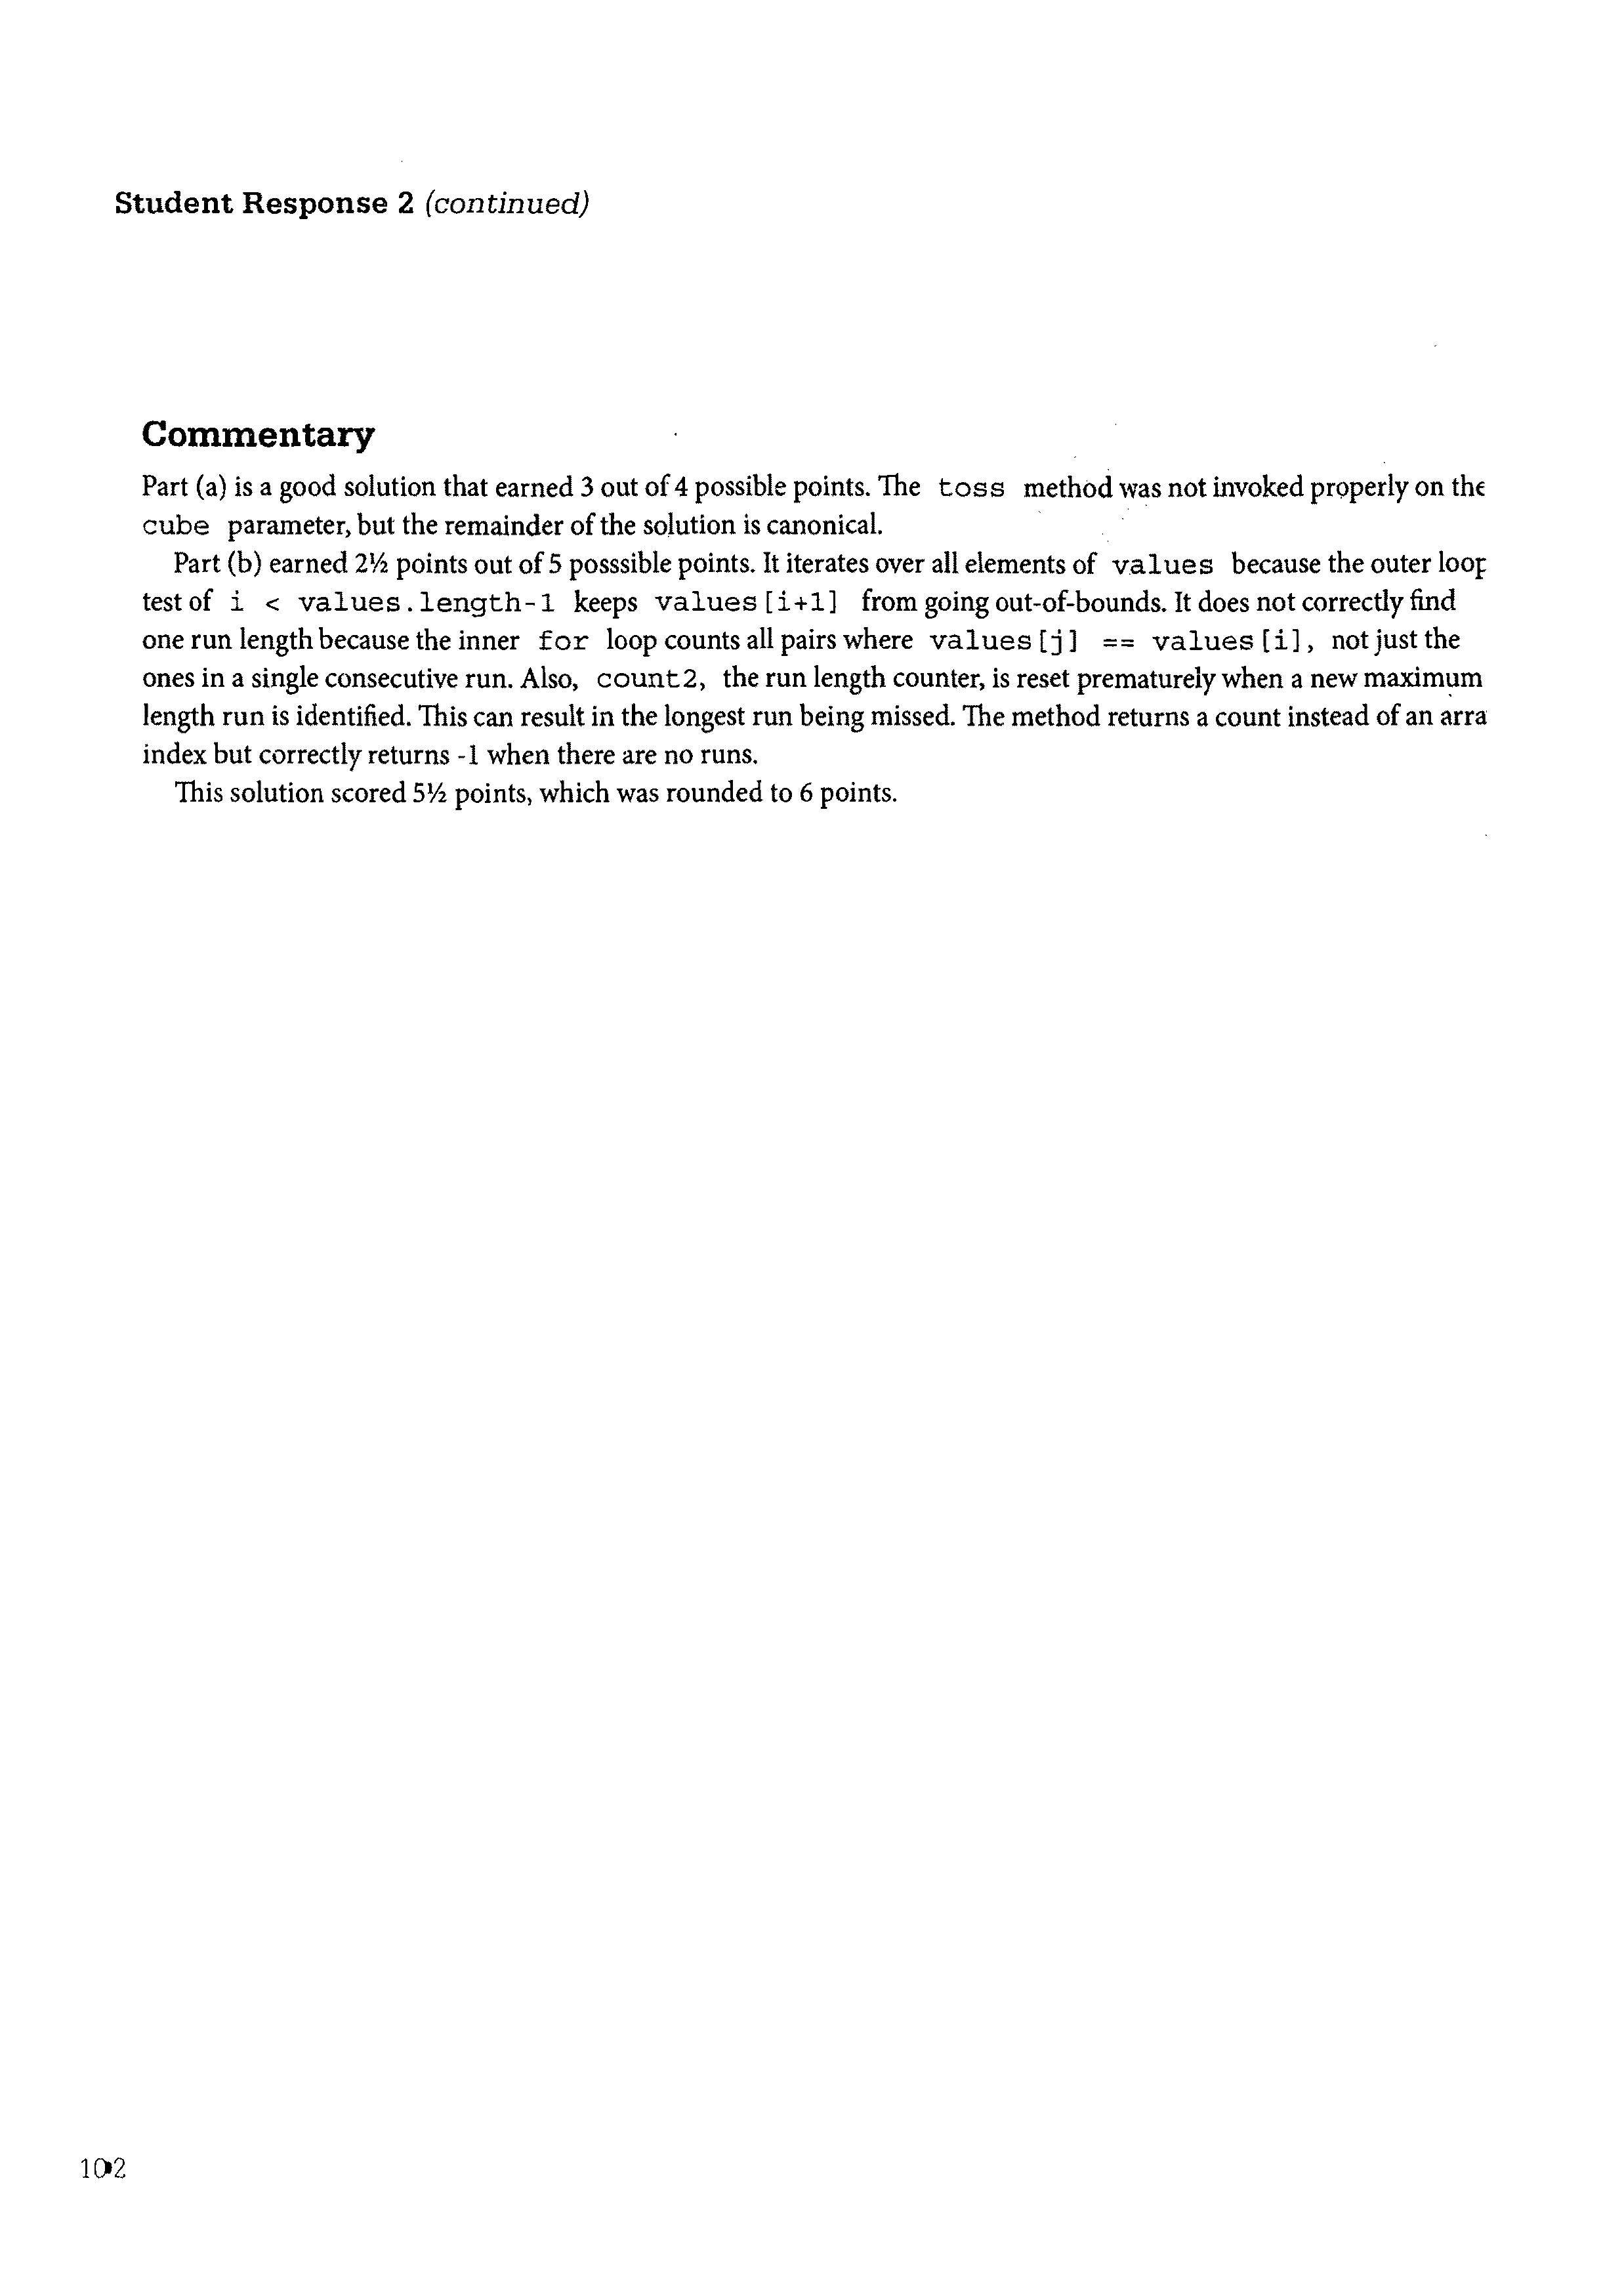 Student Response 2 (continued)
Commentary
Part (a) is a good solution that earned 3 out of 4 possible points. The toss method was not invoked properly on the
cube parameter, but the remainder of the solution is canonical.
Part (b) earned 2½ points out of 5 posssible points. It iterates over all elements of values because the outer loop
test of i < values.length-1 keeps values[i+1] from going out-of-bounds. It does not correctly find
one run length because the inner for loop counts all pairs where values[j] == values[i], not just the
ones in a single consecutive run. Also, count2, the run length counter, is reset prematurely when a new maximum
length run is identified. This can result in the longest run being missed. The method returns a count instead of an arra
index but correctly returns -1 when there are no runs.
This solution scored 5½ points, which was rounded to 6 points.
102